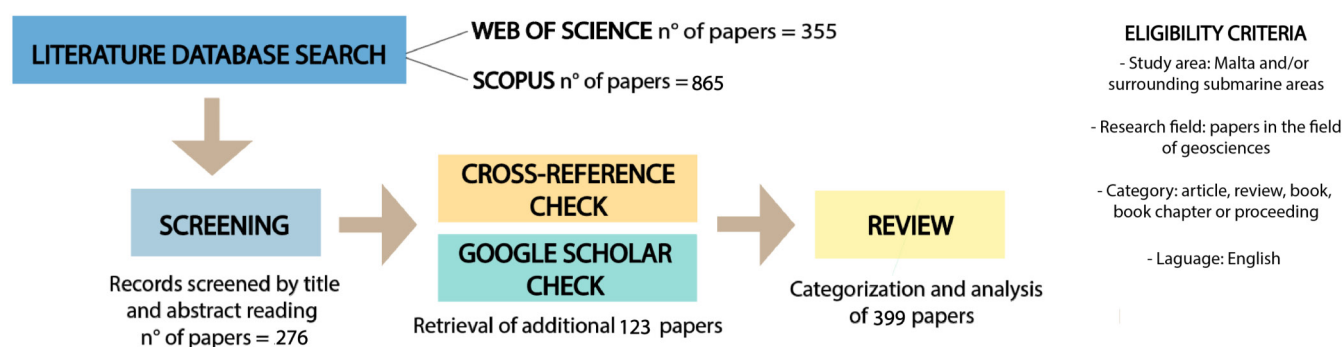 LITERATURE DATABASE SEARCH
WEB OF SCIENCE n° of papers = 355
SCOPUS n° of papers = 865
SCREENING
Records screened by title
and abstract reading
n° of papers = 276
CROSS-REFERENCE
CHECK
GOOGLE SCHOLAR
CHECK
Retrieval of additional 123 papers
REVIEW
Categorization and analysis
of 399 papers
ELIGIBILITY CRITERIA
- Study area: Malta and/or
surrounding submarine areas
- Research field: papers in the field
of geosciences
- Category: article, review, book,
book chapter or proceeding
- Laguage: English